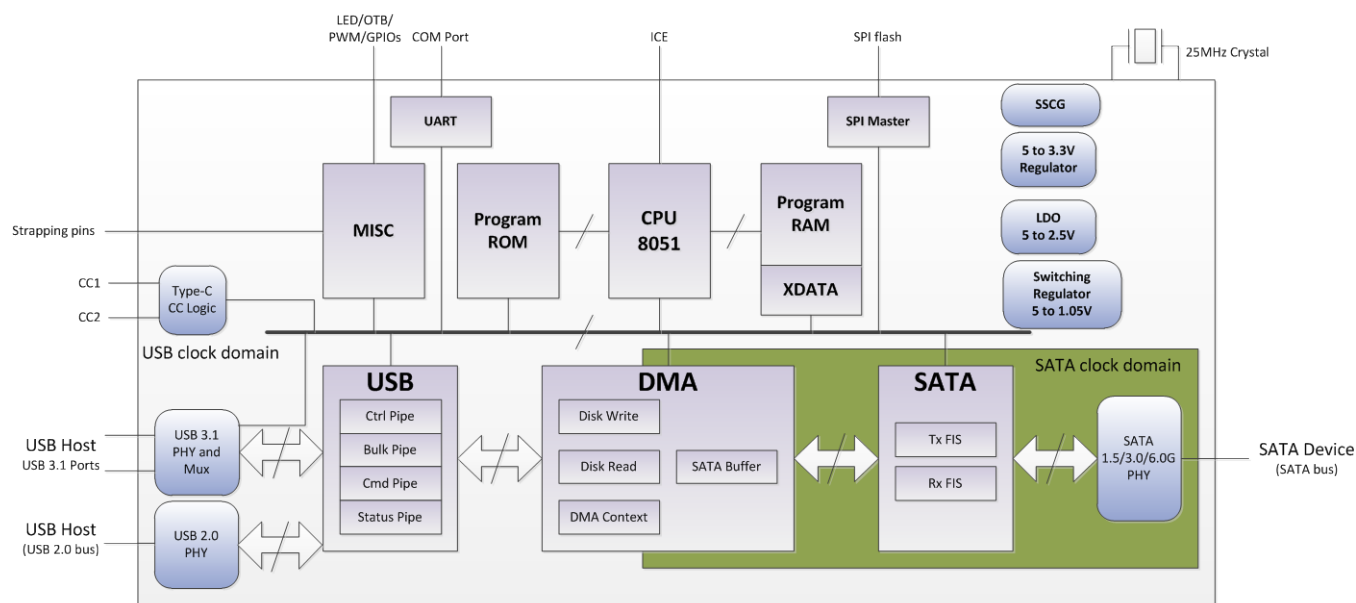 LED/OTB/
PWM/GPIOs
COM Port
ICE
SPI flash
25MHz Crystal
UART
SPI Master
SSCG
5 to 3.3V
Regulator
MISC
Program
ROM
CPU
8051
Program
RAM
XDATA
LDO
5 to 2.5V
Switching
Regulator
5 to 1.05V
Strapping pins
CC1
CC2
Type-C
CC Logic
USB clock domain
SATA clock domain
USB
Ctrl Pipe
Bulk Pipe
Cmd Pipe
Status Pipe
DMA
Disk Write
Disk Read
SATA Buffer
DMA Context
SATA
Tx FIS
Rx FIS
USB Host
USB 3.1 Ports
USB 3.1
PHY and
Mux
USB Host
(USB 2.0 bus)
USB 2.0
PHY
SATA
1.5/3.0/6.0G
PHY
SATA Device
(SATA bus)